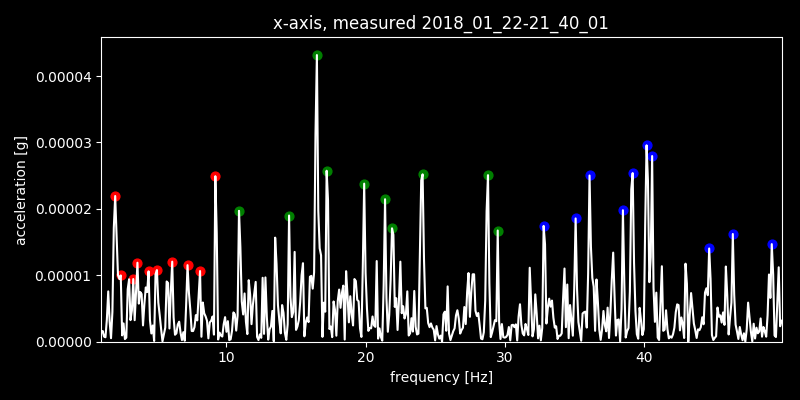 x-axis, measured 2018_01_22-21_40_01
acceleration [g]
0.00004
0.00003
0.00002
0.00001
0.00000
10 20 30 40
frequency [Hz]